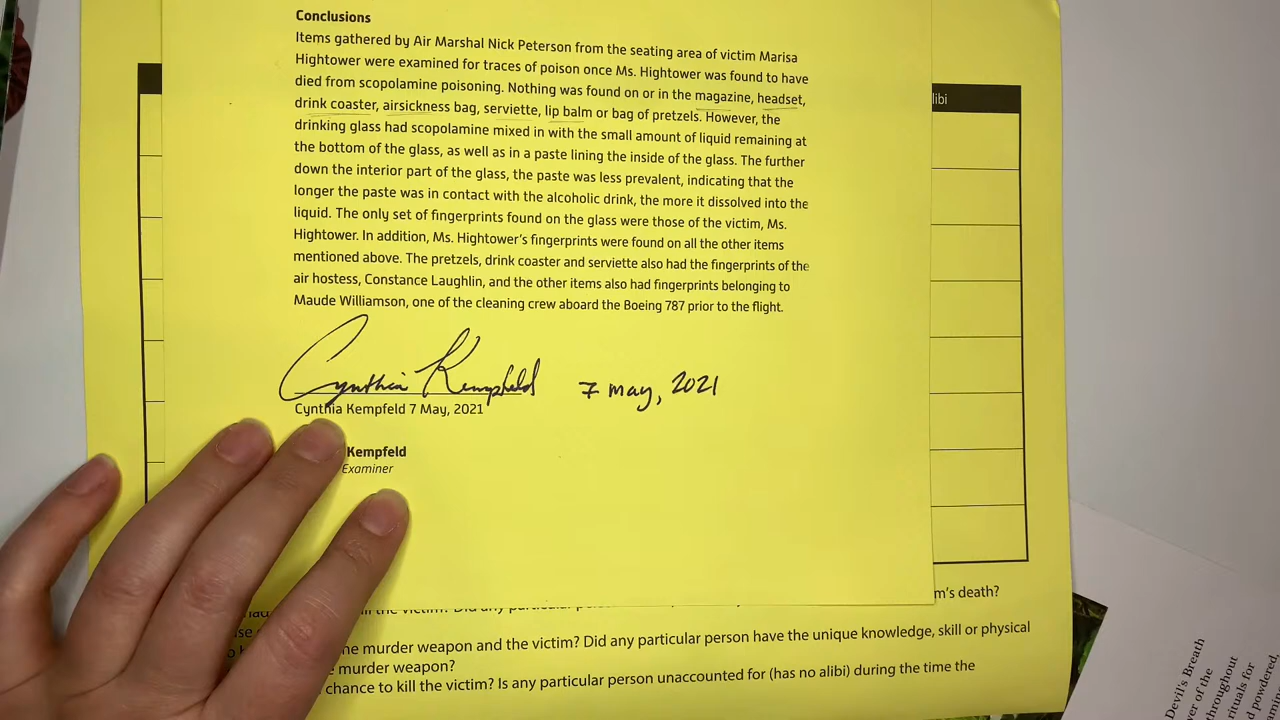 Conclusions
Items gathered by Air Marshal Nick Peterson from the seating area of victim Marisa
Hightower were examined for traces of poison once Ms. Hightower was found to have
died from scopolamine poisoning. Nothing was found on or in the magazine, headset,
drink coaster, airsickness bag, serviette, lip balm or bag of pretzels. However, the
drinking glass had scopolamine mixed in with the small amount of liquid remaining at
the bottom of the glass, as well as in a paste lining the inside of the glass. The further
down the interior part of the glass, the paste was less prevalent, indicating that the
longer the paste was in contact with the alcoholic drink, the more it dissolved into the
liquid. The only set of fingerprints found on the glass were those of the victim, Ms.
Hightower. In addition, Ms. Hightower's fingerprints were found on all the other items
mentioned above. The pretzels, drink coaster and serviette also had the fingerprints of the
air hostess, Constance Laughlin, and the other items also had fingerprints belonging to
Maude Williamson, one of the cleaning crew aboard the Boeing 787 prior to the flight.
Cynthia Kempfeld 7 may, 2021
Cynthia Kempfeld 7 May, 2021
Kempfeld
Examiner
libi
m's death?
murder weapon and the victim? Did any particular person have the unique knowledge, skill or physical
murder weapon?
chance to kill the victim? Is any particular person unaccounted for (has no alibi) during the time the
Devil's Breath
er of the
hroughout
rituals for
d powdered,